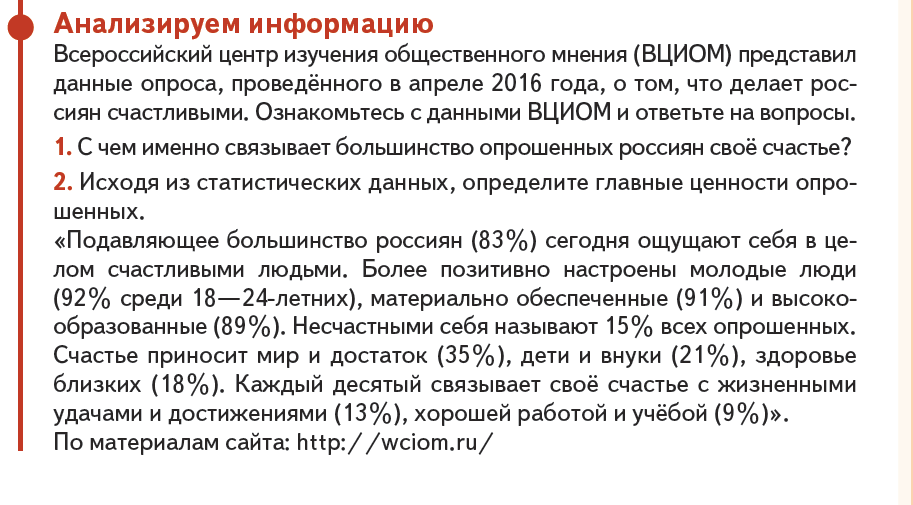 Анализируем информацию
Всероссийский центр изучения общественного мнения (ВЦИОМ) представил
данные опроса, проведённого в апреле 2016 года, о том, что делает рос-
сиян счастливыми. Ознакомьтесь с данными ВЦИОМ и ответьте на вопросы.
1. С чем именно связывает большинство опрошенных россиян своё счастье?
2. Исходя из статистических данных, определите главные ценности опро-
шенных.
«Подавляющее большинство россиян (83%) сегодня ощущают себя в це-
лом счастливыми людьми. Более позитивно настроены молодые люди
(92% среди 18—24-летних), материально обеспеченные (91%) и высоко-
образованные (89%). Несчастными себя называют 15% всех опрошенных.
Счастье приносит мир и достаток (35%), дети и внуки (21%), здоровье
близких (18%). Каждый десятый связывает своё счастье с жизненными
удачами и достижениями (13%), хорошей работой и учёбой (9%)».
По материалам сайта: http://wciom.ru/